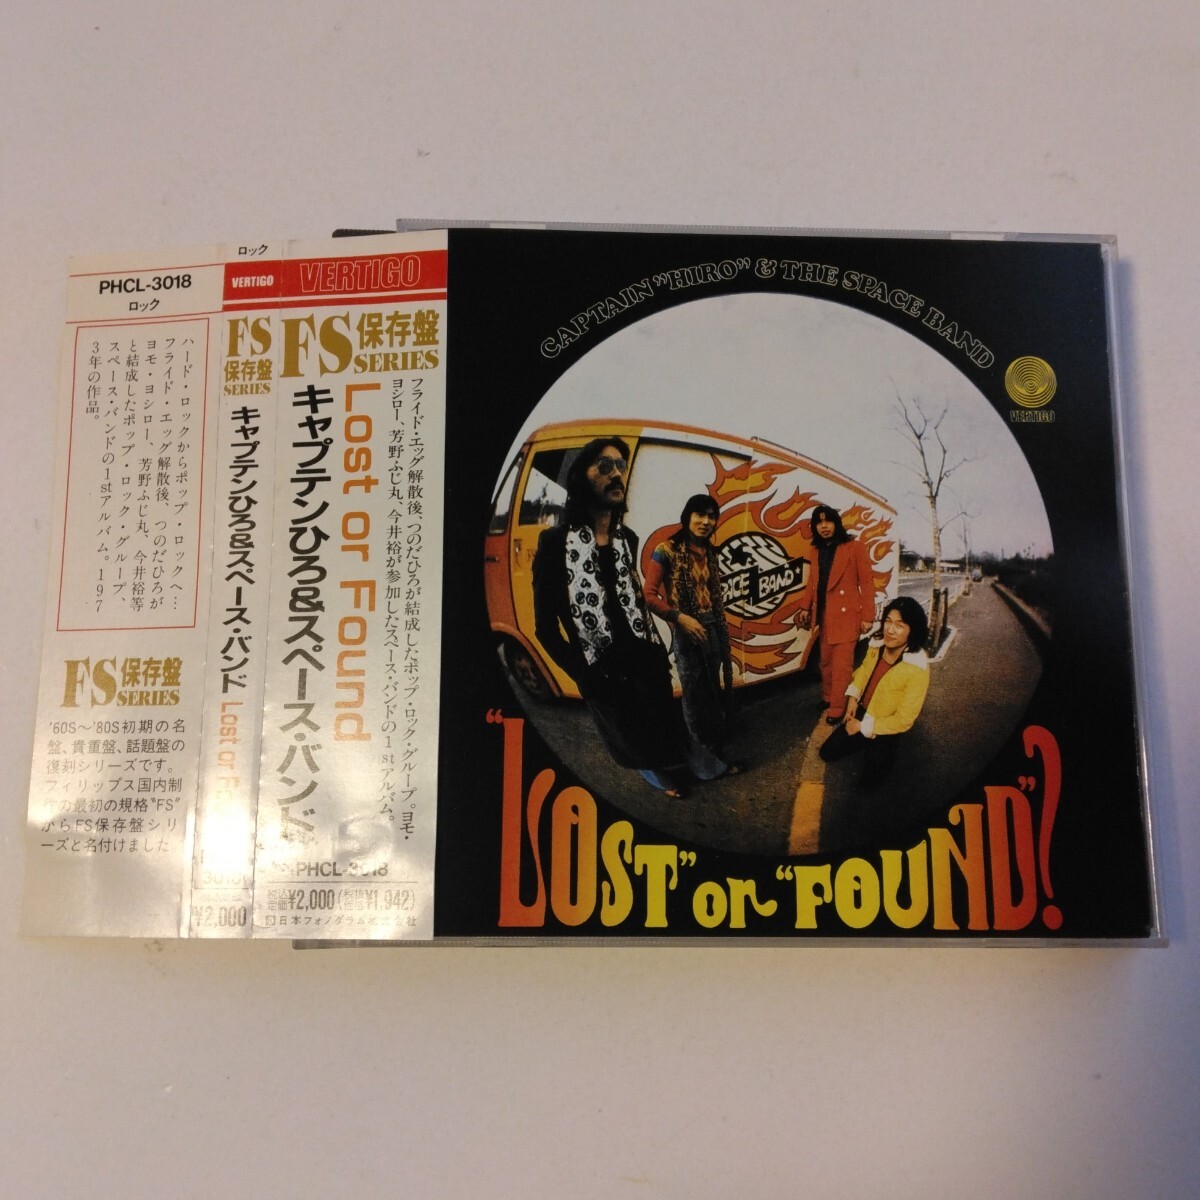 PHCL-3018
ロック
ハード・ロックからポップ・ロックへ…
フライド・エッグ解散後、つのだひろが
ヨモ・ヨシロー、芳野ふじ丸、今井裕等
と結成したポップ・ロック・グループ、
スペース・バンドの1stアルバム。197
3年の作品。
FS
保存盤
SERIES
'60S〜'80S初期の名
盤、貴重盤、話題盤の
復刻シリーズです。
フィリップス国内制
作の最初の規格"FS"
からFS保存盤シリ
ーズと名付けました
ロック
VERTIGO
FS
保存盤
SERIES
キャプテンひろ&スペース・バンド
Lost or F
3018
¥2,000
VERTIGO
FS
保存盤
SERIES
フライド・エッグ解散後、つのだひろが結成したポップ・ロック・グループ。ヨモ・
ヨシロー、芳野ふじ丸、今井裕が参加したスペース・バンドの1stアルバム。
Lost or Found
キャプテンひろ&スペース・バンド
PHCL-3018
税込定価¥2,000(税抜価格¥1,942)
日本フォノグラム株式会社
CAPTAIN "HIRO" & THE SPACE BAND
VERTIGO
SPACE BAND
"LOST" or "FOUND"?